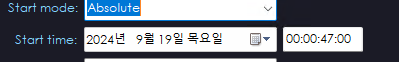 Start mode: Absolute
Start time: 2024년 9월 19일 목요일 00:00:47:00